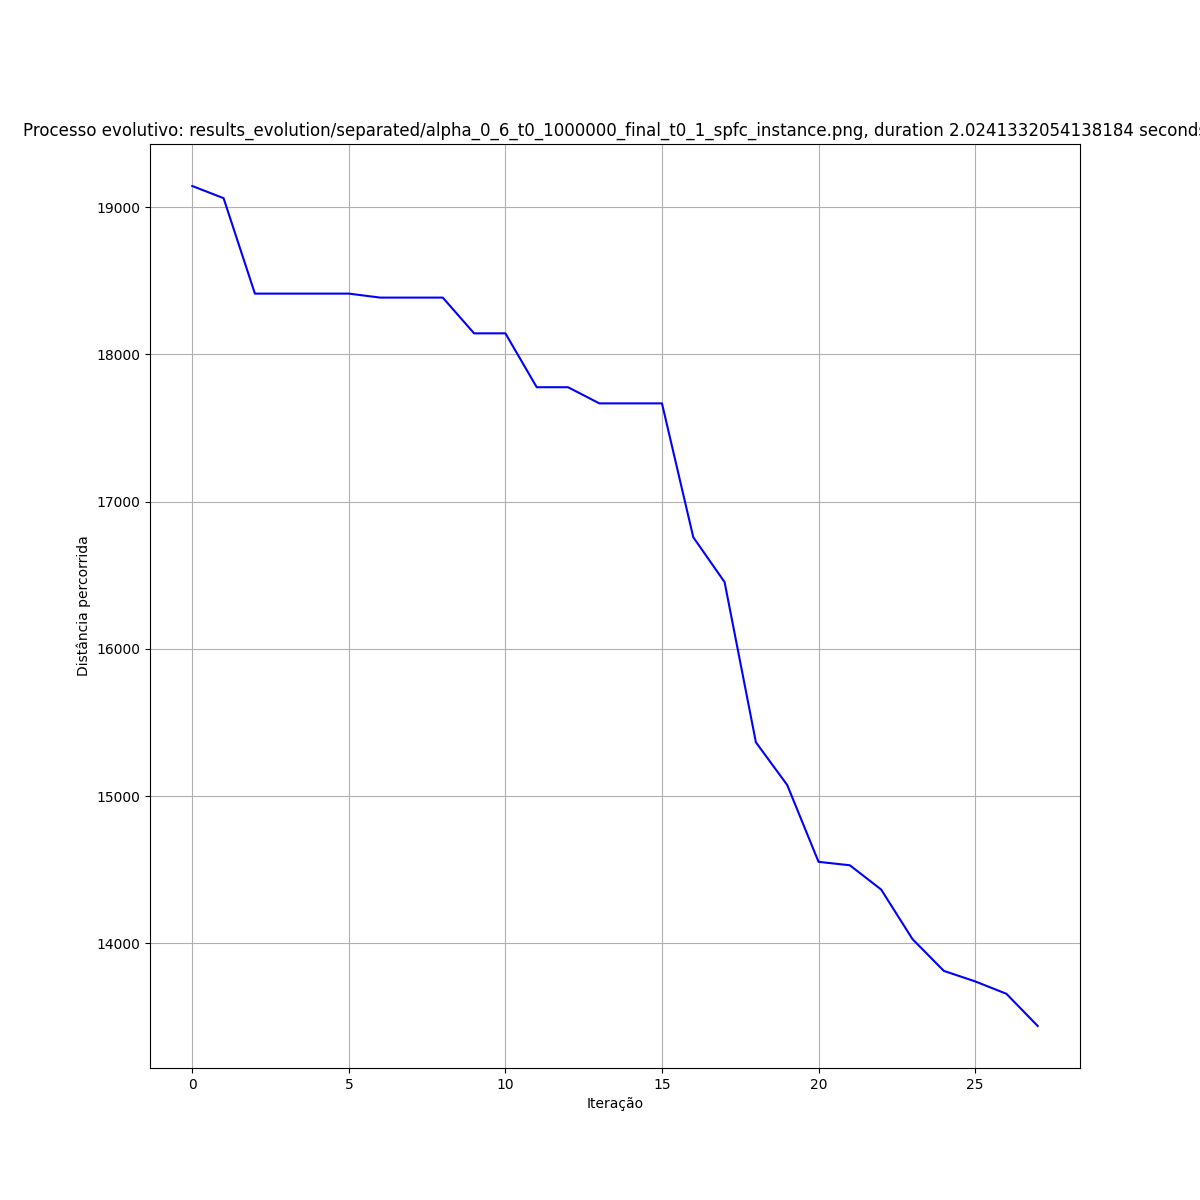 Processo evolutivo: results_evolution/separated/alpha_0_6_t0_1000000_final_t0_1_spfc_instance.png, duration 2.0241332054138184 seconds
19000
18000
17000
16000
15000
14000
Distância percorrida
0 5 10 15 20 25
Iteração